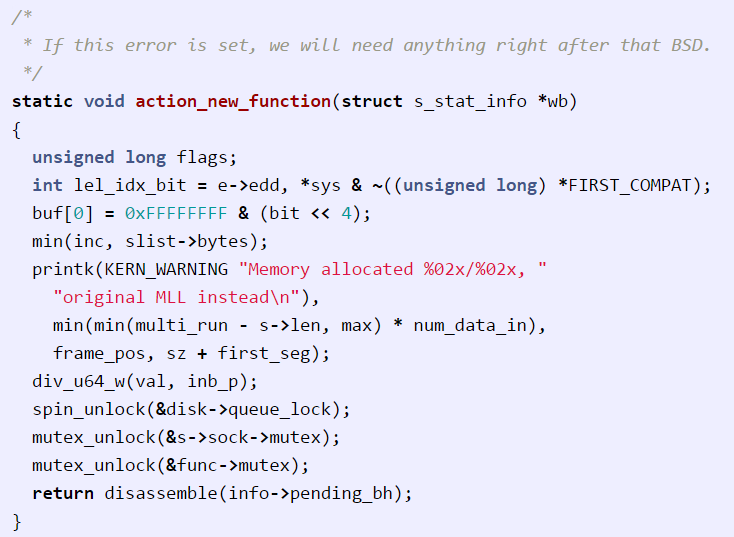 /*
 * If this error is set, we will need anything right after that BSD.
 */
static void action_new_function(struct s_stat_info *wb)
{
  unsigned long flags;
  int lel_idx_bit = e->edd, *sys & ~((unsigned long) *FIRST_COMPAT);
  buf[0] = 0xFFFFFFFF & (bit << 4);
  min(inc, slist->bytes);
  printk(KERN_WARNING "Memory allocated %02x/%02x, "
    "original MLL instead\n"),
    min(min(multi_run - s->len, max) * num_data_in),
    frame_pos, sz + first_seg);
  div_u64_w(val, inb_p);
  spin_unlock(&disk->queue_lock);
  mutex_unlock(&s->sock->mutex);
  mutex_unlock(&func->mutex);
  return disassemble(info->pending_bh);
}